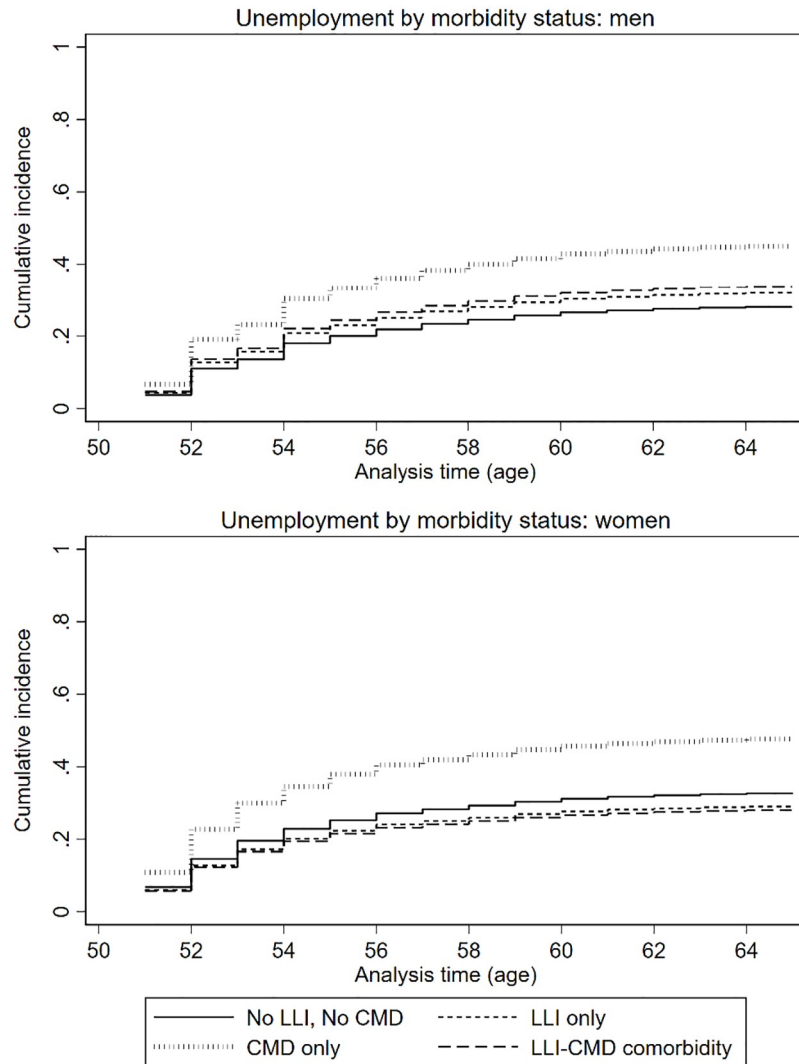 Unemployment by morbidity status: men
Cumulative incidence
1
.8
.6
.4
.2
0
50 52 54 56 58 60 62 64
Analysis time (age)
Unemployment by morbidity status: women
Cumulative incidence
1
.8
.6
.4
.2
0
50 52 54 56 58 60 62 64
Analysis time (age)
No LLI, No CMD LLI only
CMD only LLI-CMD comorbidity